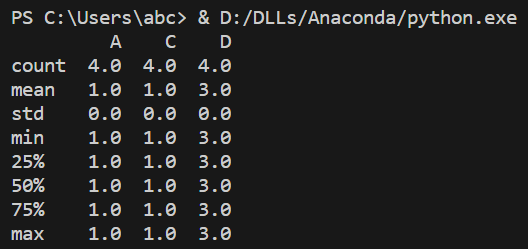 PS C:\Users\abc> & D:/DLLs/Anaconda/python.exe
A C D
count 4.0 4.0 4.0
mean 1.0 1.0 3.0
std 0.0 0.0 0.0
min 1.0 1.0 3.0
25% 1.0 1.0 3.0
50% 1.0 1.0 3.0
75% 1.0 1.0 3.0
max 1.0 1.0 3.0